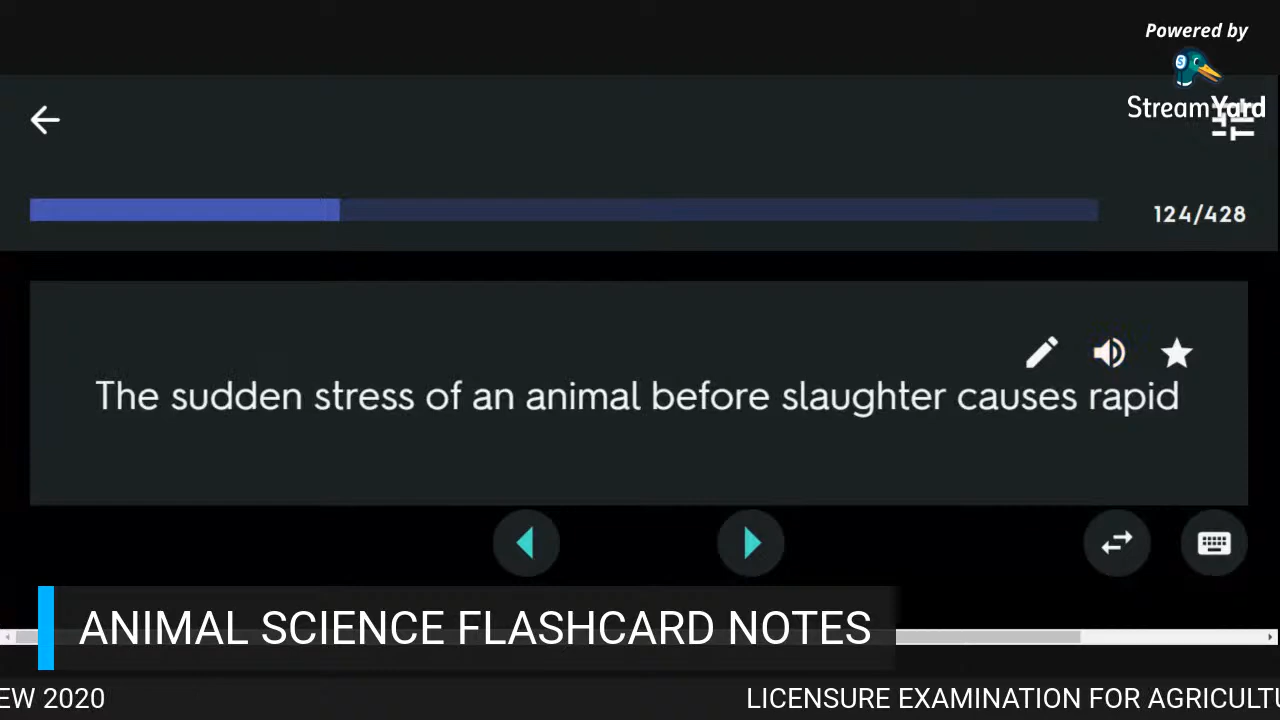 Powered by
StreamYard
124/428
The sudden stress of an animal before slaughter causes rapid
ANIMAL SCIENCE FLASHCARD NOTES
EW 2020
LICENSURE EXAMINATION FOR AGRICULTU